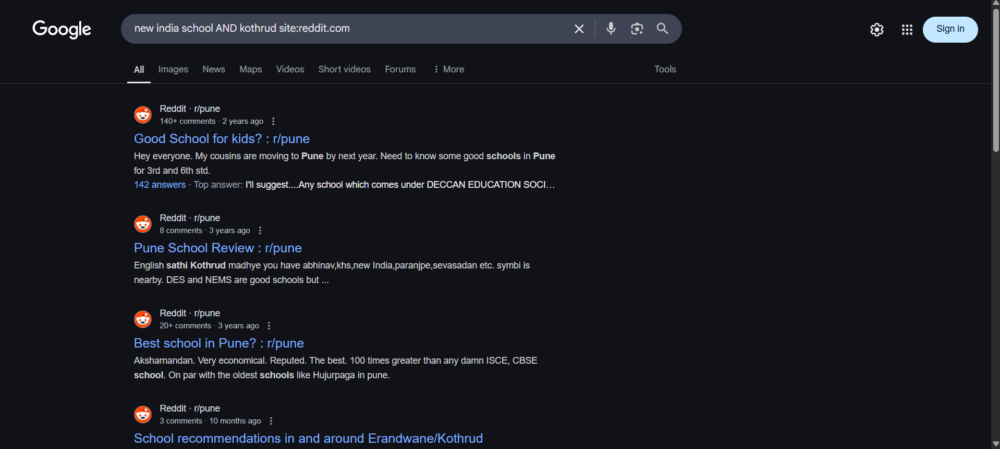 Google
new india school AND kothrud site:reddit.com
Sign in
All Images News Maps Videos Short videos Forums More Tools
Reddit · r/pune
140+ comments · 2 years ago
Good School for kids? : r/pune
Hey everyone. My cousins are moving to Pune by next year. Need to know some good schools in Pune
for 3rd and 6th std.
142 answers · Top answer: I'll suggest....Any school which comes under DECCAN EDUCATION SOCI...
Reddit · r/pune
8 comments · 3 years ago
Pune School Review : r/pune
English sathi Kothrud madhye you have abhinav,khs,new India,paranjpe,sevasadan etc. symbi is
nearby. DES and NEMS are good schools but ...
Reddit · r/pune
20+ comments · 3 years ago
Best school in Pune? : r/pune
Aksharnandan. Very economical. Reputed. The best. 100 times greater than any damn ISCE, CBSE
school. On par with the oldest schools like Hujurpaga in pune.
Reddit · r/pune
3 comments · 10 months ago
School recommendations in and around Erandwane/Kothrud